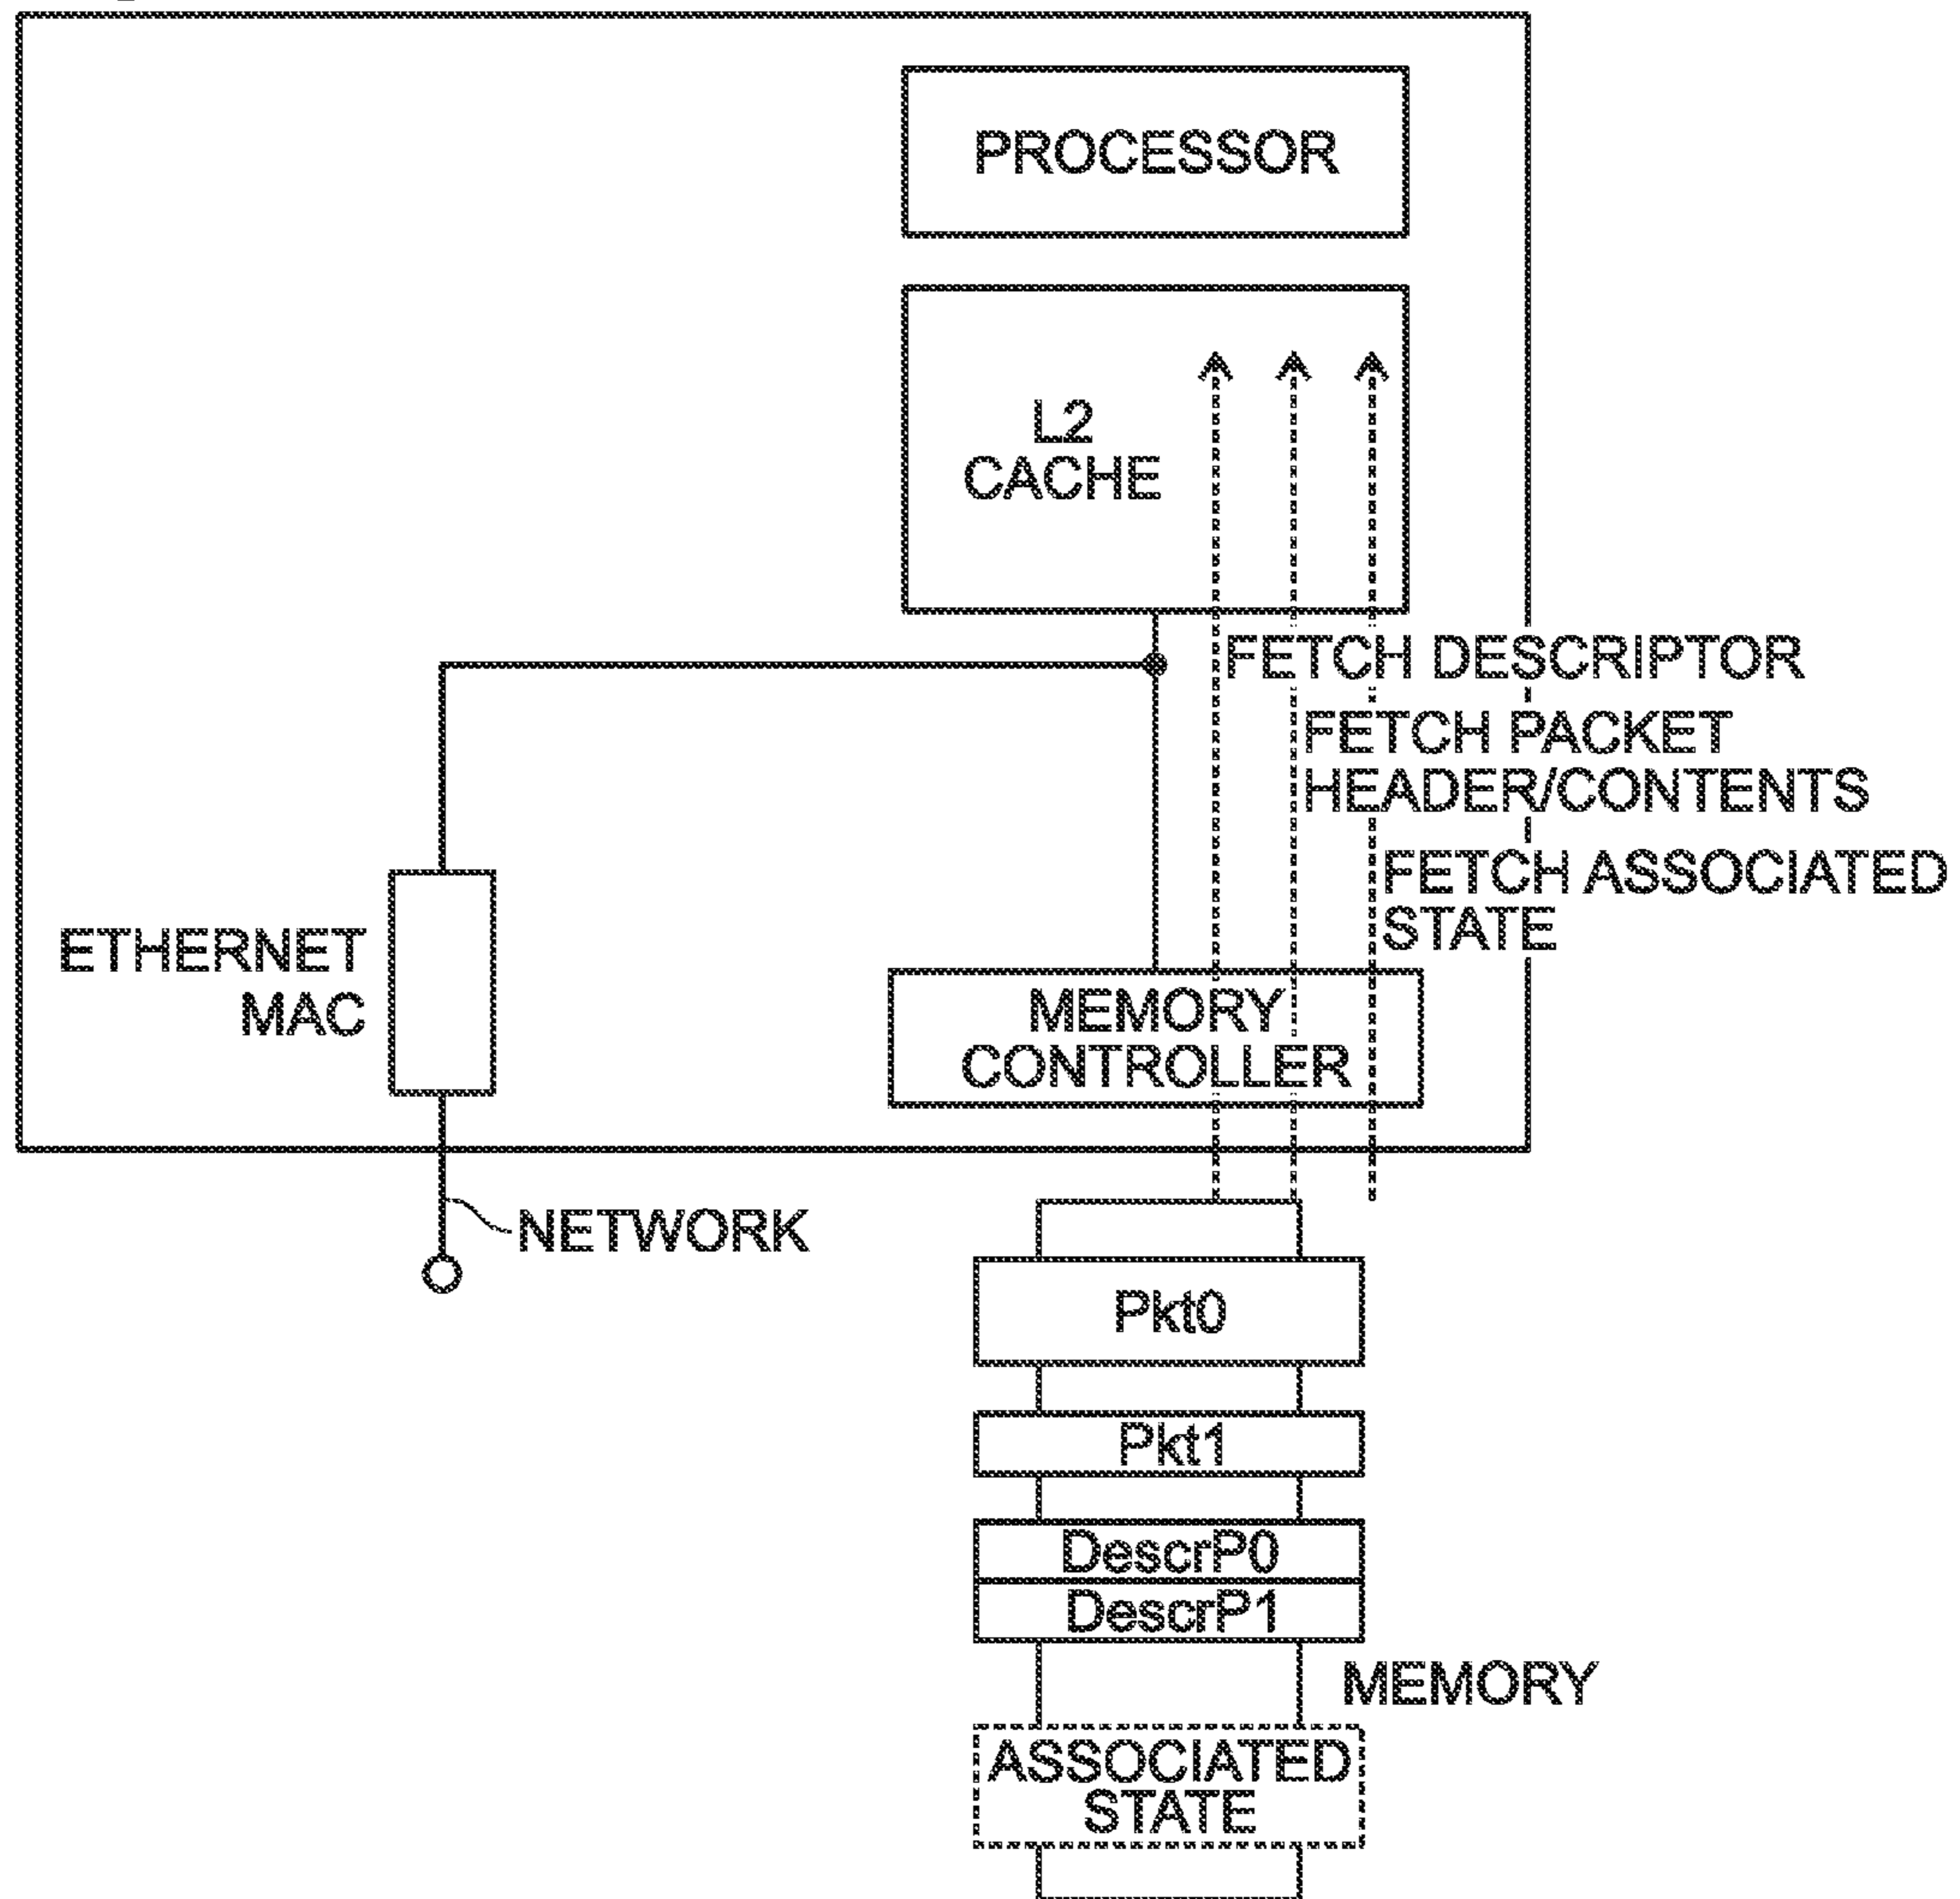 PROCESSOR
L2
CACHE
FETCH DESCRIPTOR
FETCH PACKET
HEADER/CONTENTS
FETCH ASSOCIATED
STATE
ETHERNET
MAC
MEMORY
CONTROLLER
NETWORK
Pkt0
Pkt1
DescrP0
DescrP1
MEMORY
ASSOCIATED
STATE